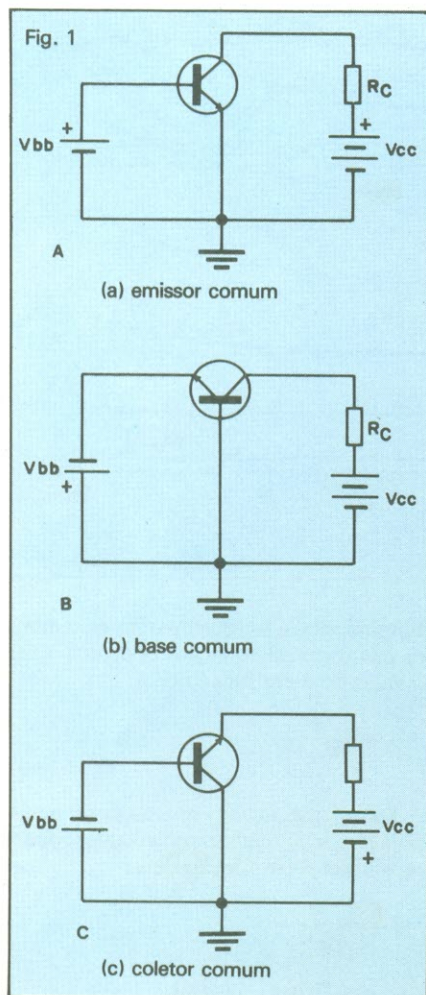 Fig. 1
RC
+
+
Vbb
Vcc
A
(a) emissor comum
RC
Vbb
+
Vcc
B
(b) base comum
Vbb
Vcc
+
C
(c) coletor comum